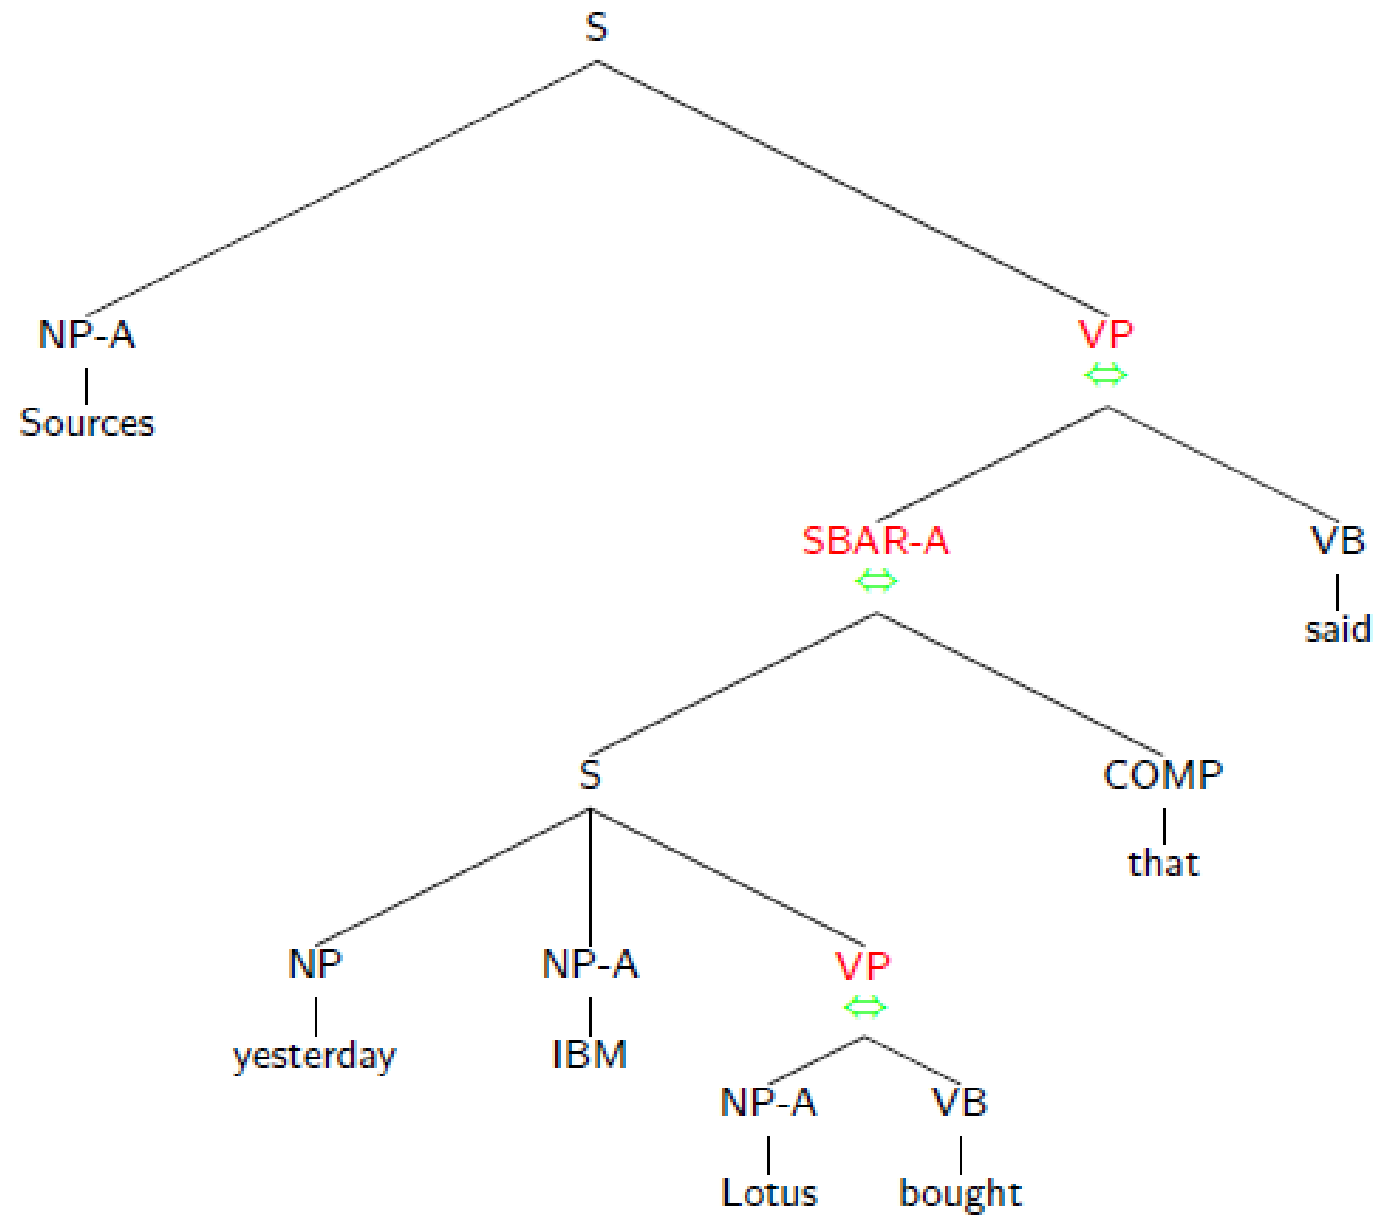 S
NP-A VP
⇔
Sources
SBAR-A VB
⇔
said
S COMP
that
NP NP-A VP
⇔
yesterday IBM
NP-A VB
Lotus bought